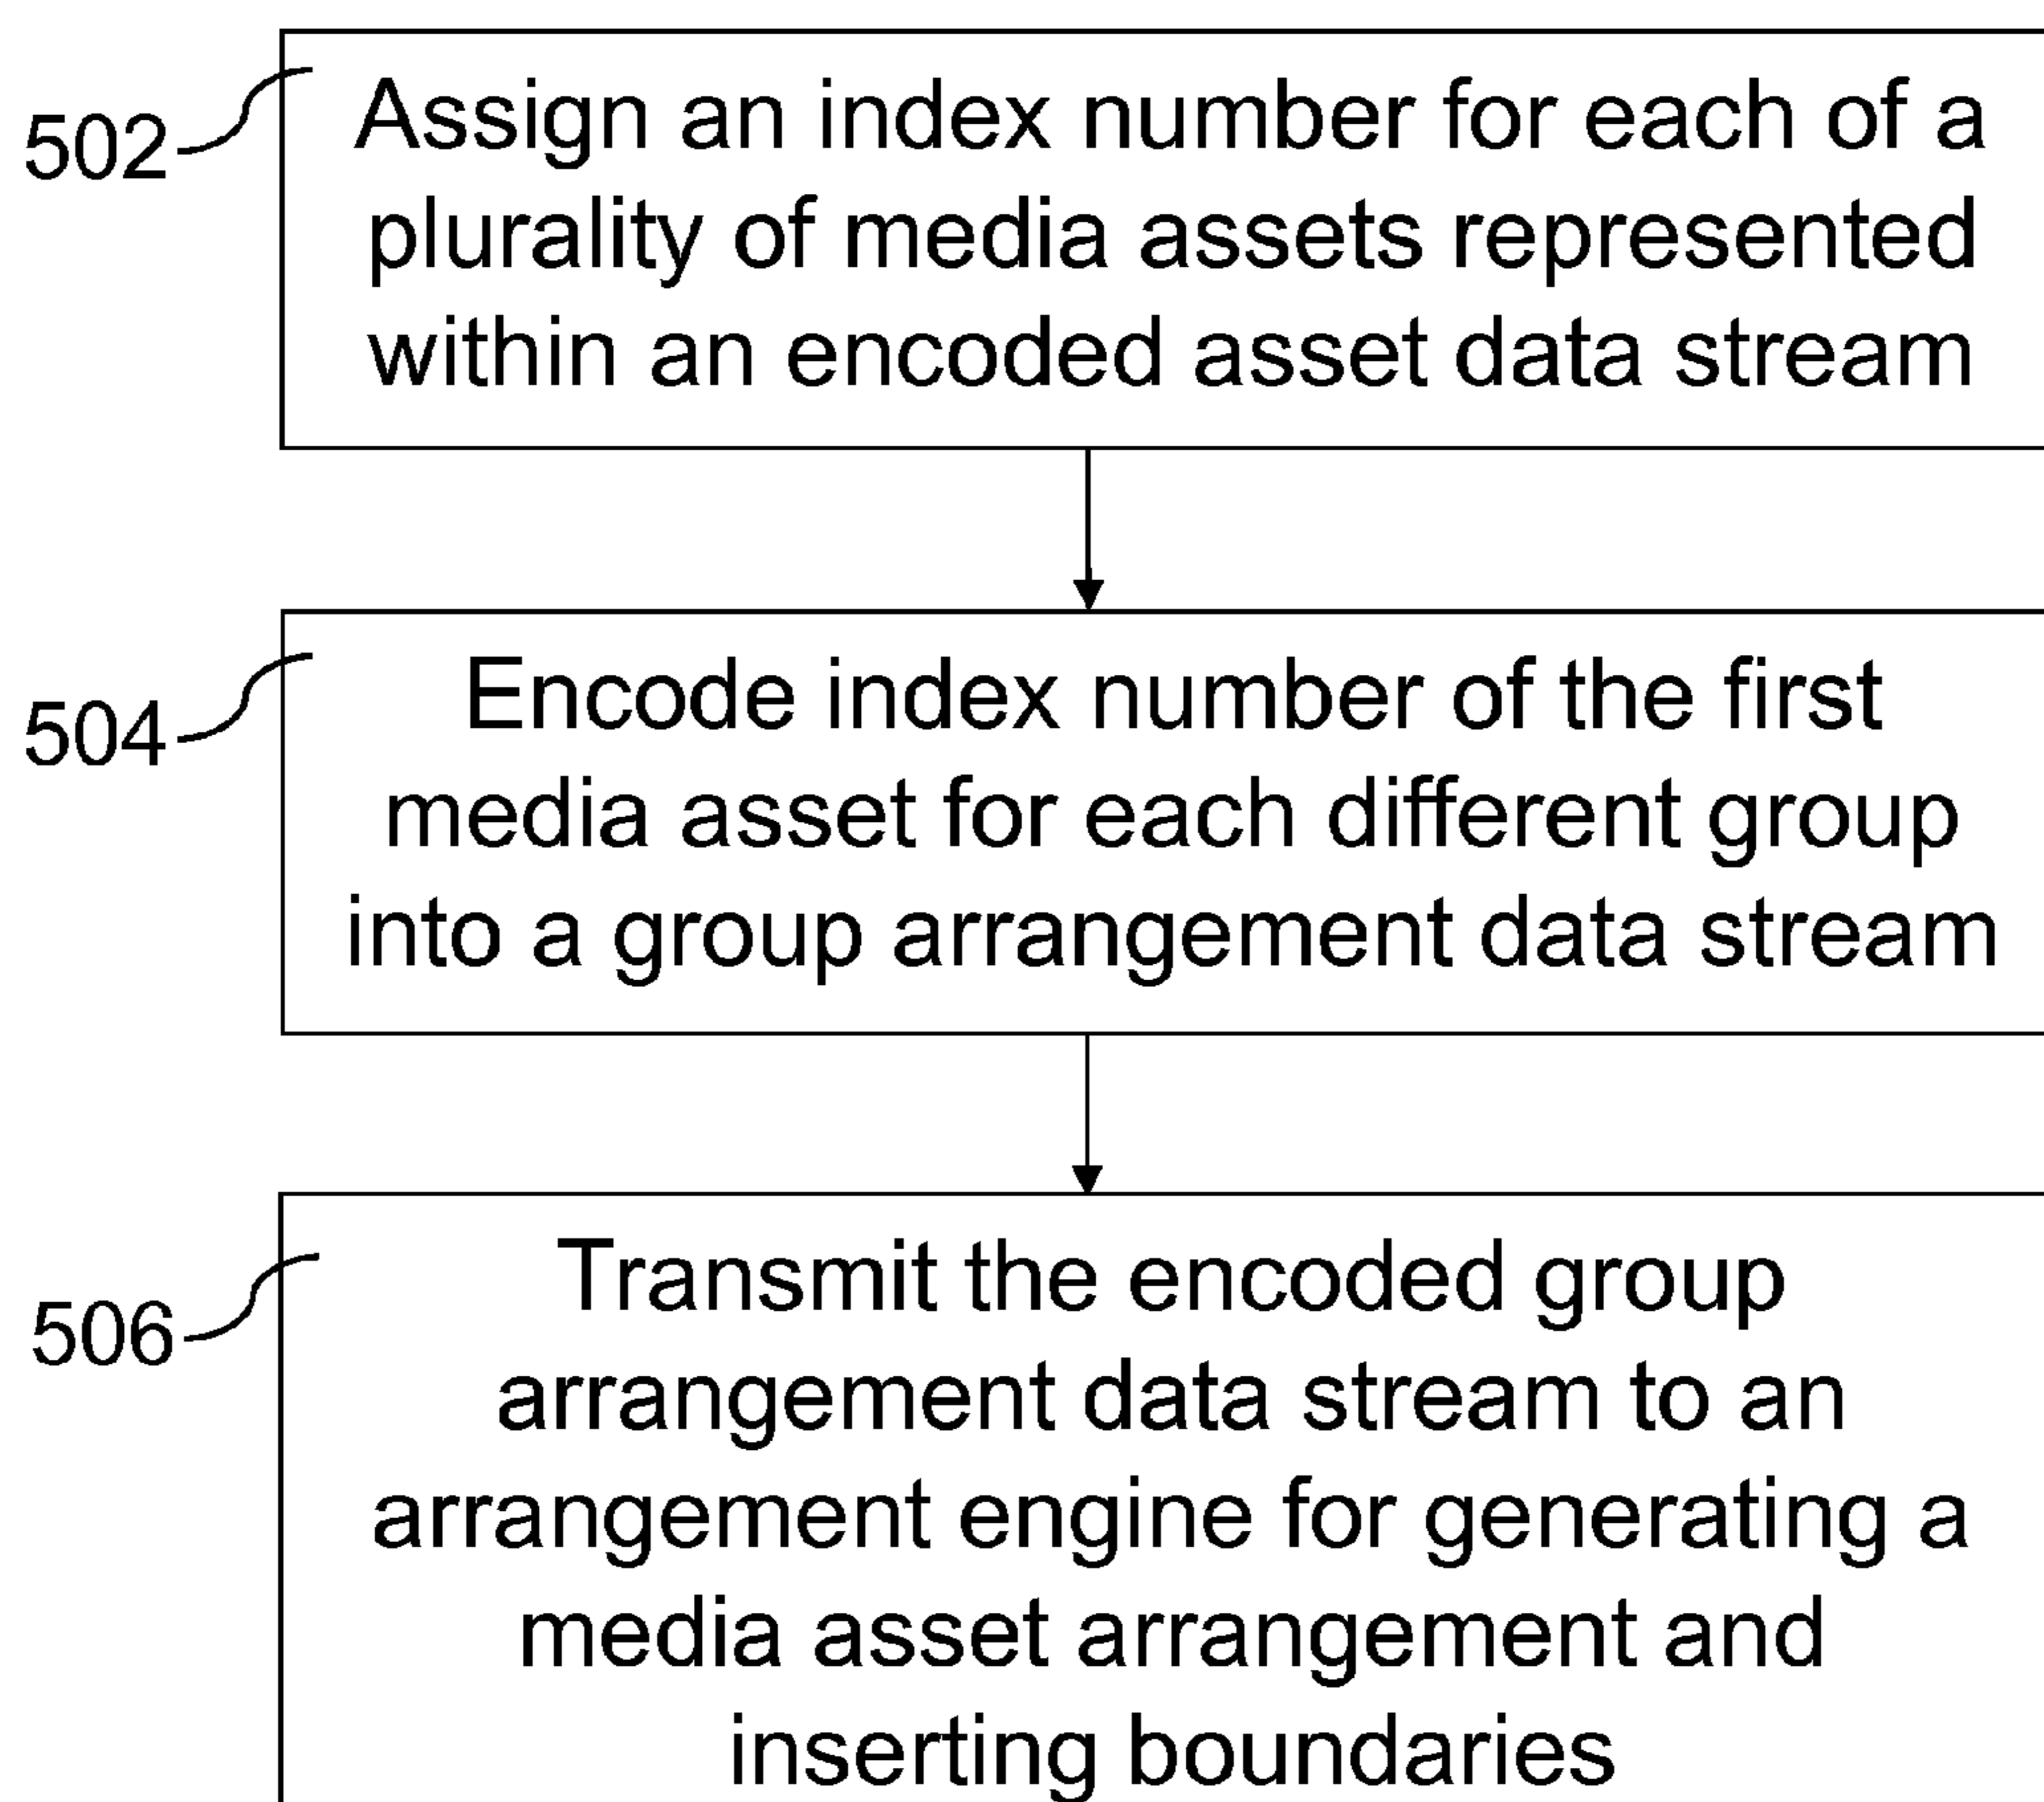 502
Assign an index number for each of a
plurality of media assets represented
within an encoded asset data stream
504
Encode index number of the first
media asset for each different group
into a group arrangement data stream
506
Transmit the encoded group
arrangement data stream to an
arrangement engine for generating a
media asset arrangement and
inserting boundaries